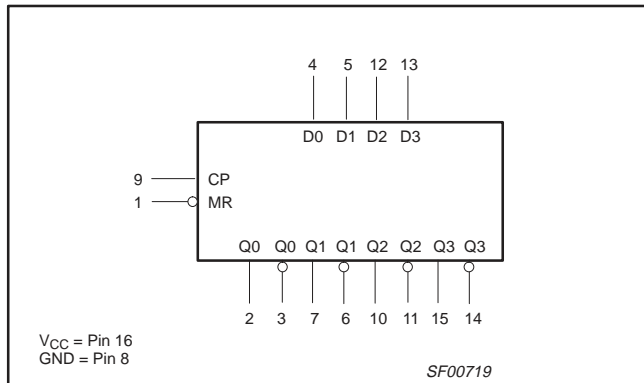 4 5 12 13
D0 D1 D2 D3
9 CP
1 MR
Q0 Q0 Q1 Q1 Q2 Q2 Q3 Q3
2 3 7 6 10 11 15 14
VCC = Pin 16
GND = Pin 8
SF00719